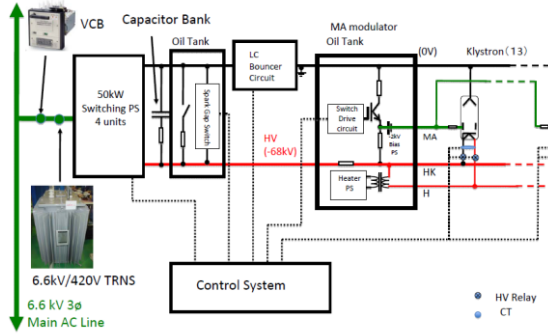 VCB
Capacitor Bank
Oil Tank
LC
Bouncer
Circuit
MA modulator
Oil Tank
(0V)
Klystron (13)
50kW
Switching PS
4 units
Spark Gap Switch
Switch
Drive
circuit
HV
(-68kV)
-2kV
Bias
PS
MA
Heater
PS
HK
H
6.6kV/420V TRNS
6.6 kV 3ø
Main AC Line
Control System
HV Relay
CT